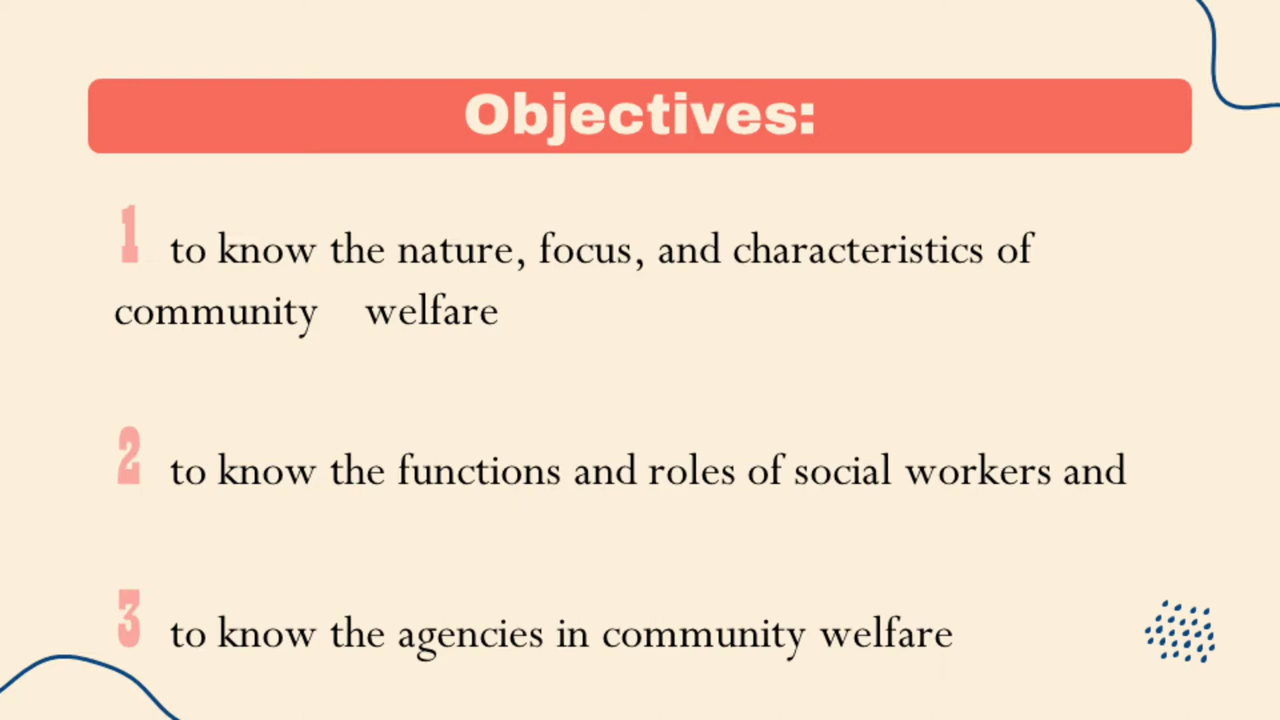 Objectives:
1 to know the nature, focus, and characteristics of
community welfare
2 to know the functions and roles of social workers and
3 to know the agencies in community welfare